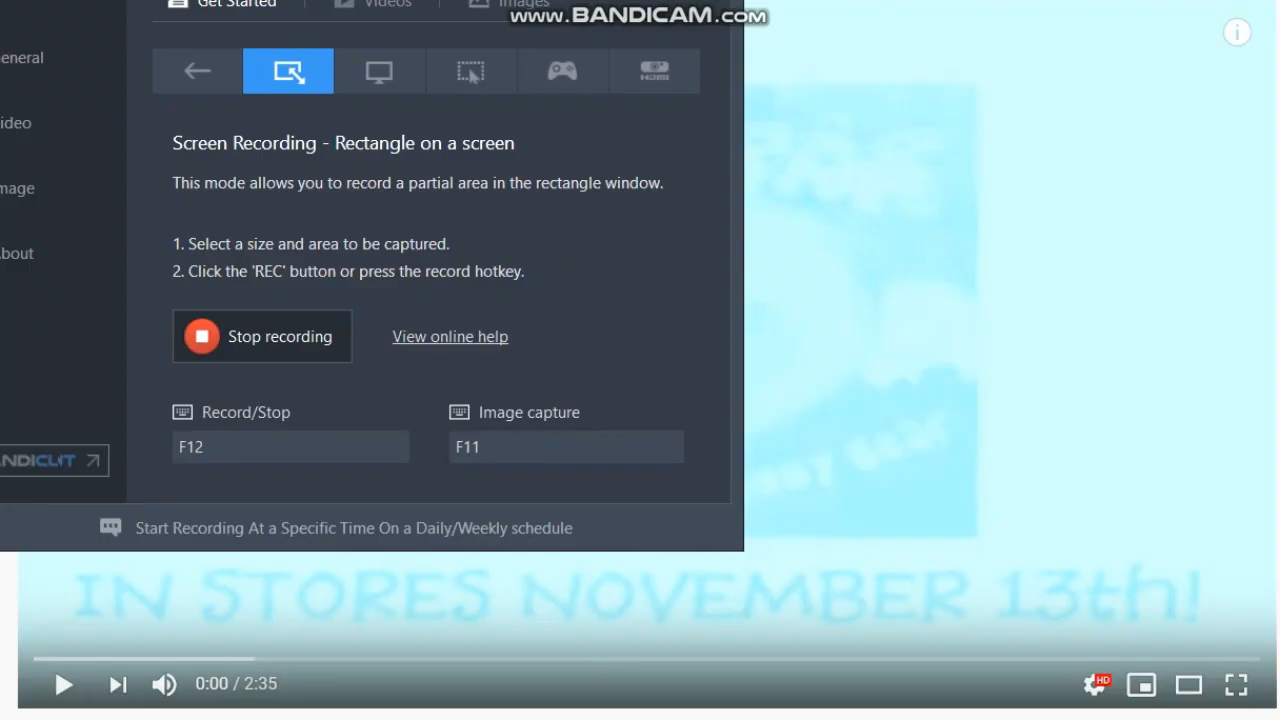 Get Started Videos Images
www.BANDICAM.com
eneral
ideo
mage
bout
HDMI
Screen Recording - Rectangle on a screen
This mode allows you to record a partial area in the rectangle window.
1. Select a size and area to be captured.
2. Click the 'REC' button or press the record hotkey.
Stop recording
View online help
Record/Stop
Image capture
F12
F11
NDICUT
Start Recording At a Specific Time On a Daily/Weekly schedule
IN STORES NOVEMBER 13th!
0:00 / 2:35
HD